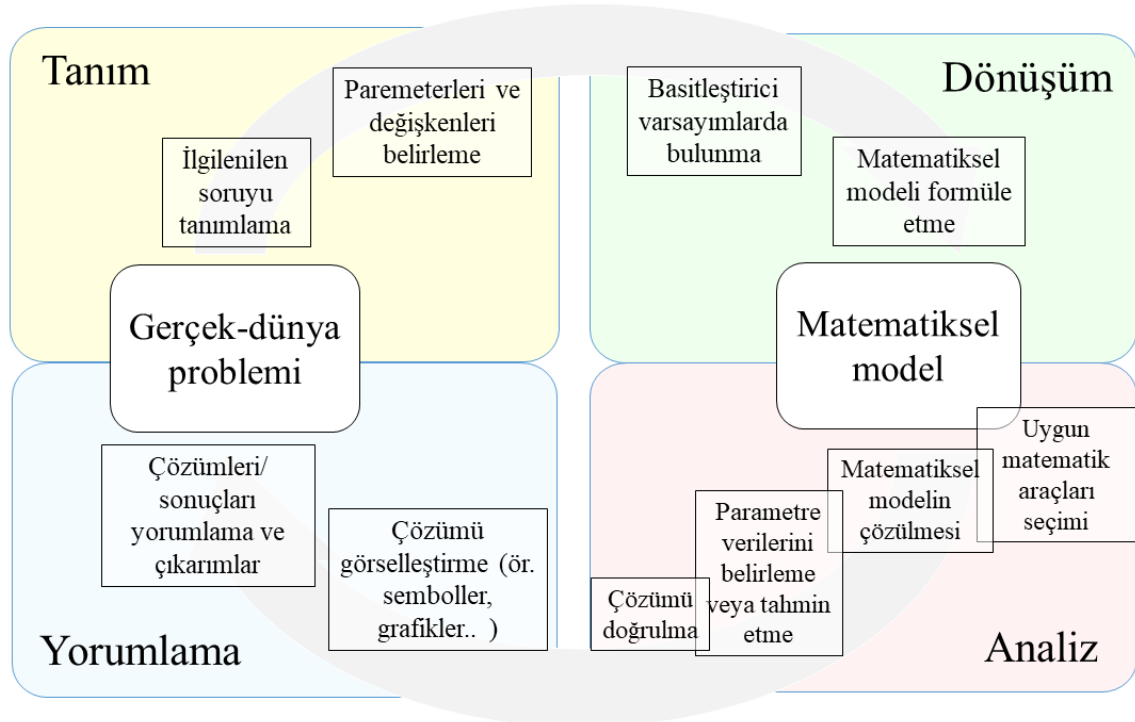 Tanım
Paremeterleri ve
değişkenleri
belirleme
İlgilenilen
soruyu
tanımlama
Dönüşüm
Basitleştirici
varsayımlarda
bulunma
Matematiksel
modeli formüle
etme
Gerçek-dünya
problemi
Matematiksel
model
Çözümleri/
sonuçları
yorumlama ve
çıkarımlar
Çözümü
görselleştirme (ör.
semboller,
grafikler.. )
Yorumlama
Uygun
matematik
araçları
seçimi
Matematiksel
modelin
çözülmesi
Parametre
verilerini
belirleme
veya tahmin
etme
Çözümü
doğrulma
Analiz